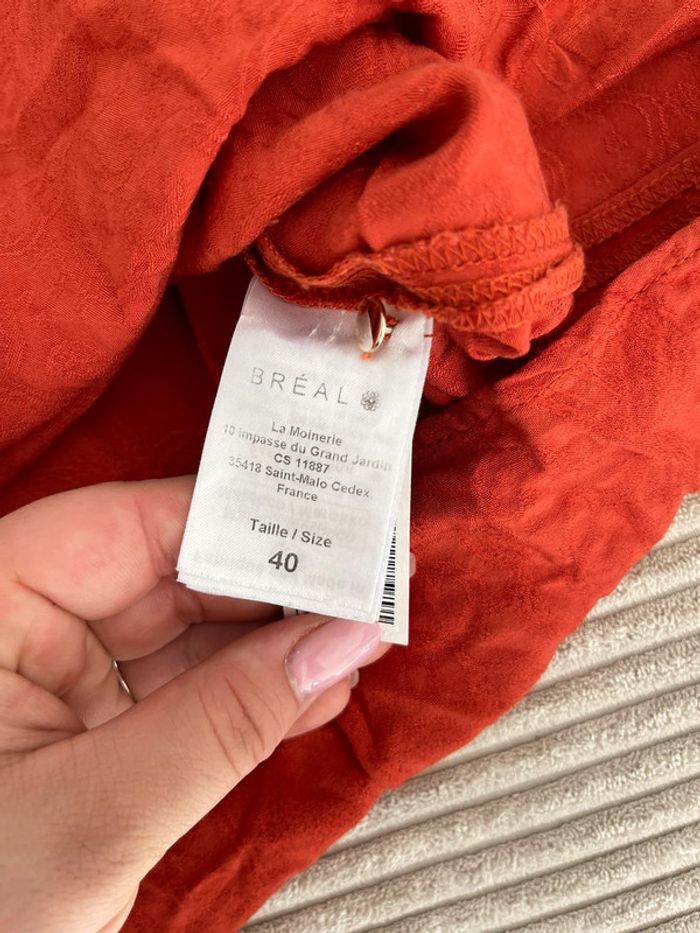 BRÉAL
La Moinerie
10 impasse du Grand Jardin
CS 11887
35418 Saint-Malo Cedex
France
Taille / Size
40